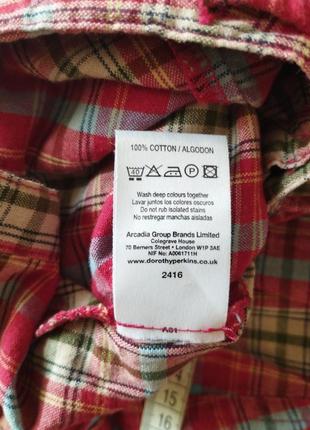 100% COTTON / ALGODON
40 P
Wash deep colours together
Lavar juntos los colores oscuros
Do not rub isolated stains
No restregar manchas aisladas
Arcadia Group Brands Limited
Colegrave House
70 Berners Street • London W1P 3AE
NIF No: A0061711H
www.dorothyperkins.co.uk
2416
A81
15
16